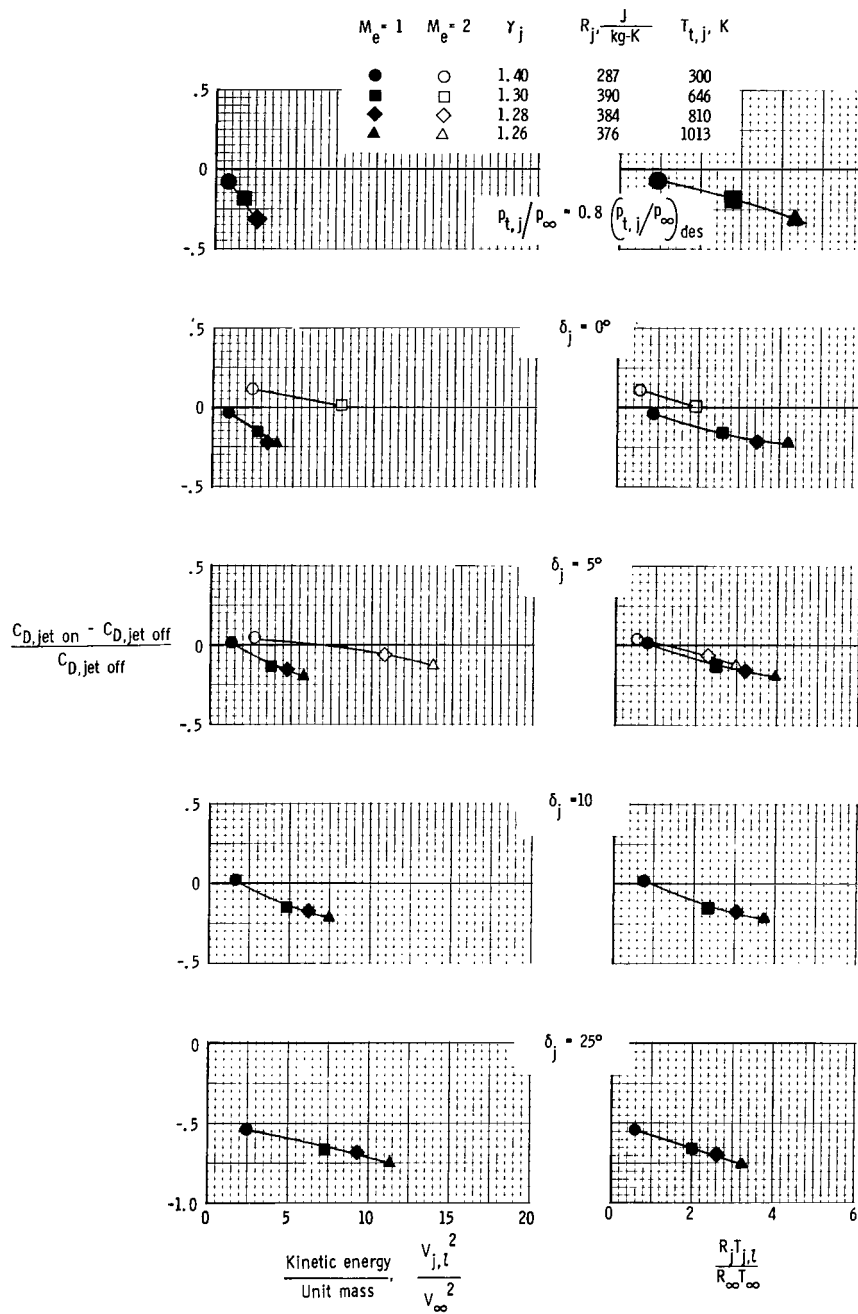 M_e = 1 M_e = 2 γ_j R_j, J/kg-K T_t,j, K
1.40 287 300
1.30 390 646
1.28 384 810
1.26 376 1013
.5
0
-.5
p_t,j/p_∞ = 0.8 (p_t,j/p_∞)_des
.5
0
-.5
δ_j = 0°
.5
0
-.5
δ_j = 5°
C_D,jet on - C_D,jet off
C_D,jet off
.5
0
-.5
δ_j = 10
0
-.5
-1.0
δ_j = 25°
0 5 10 15 20
0 2 4 6
Kinetic energy / Unit mass, V_j,l^2 / V_∞^2
R_j T_j,l / R_∞ T_∞